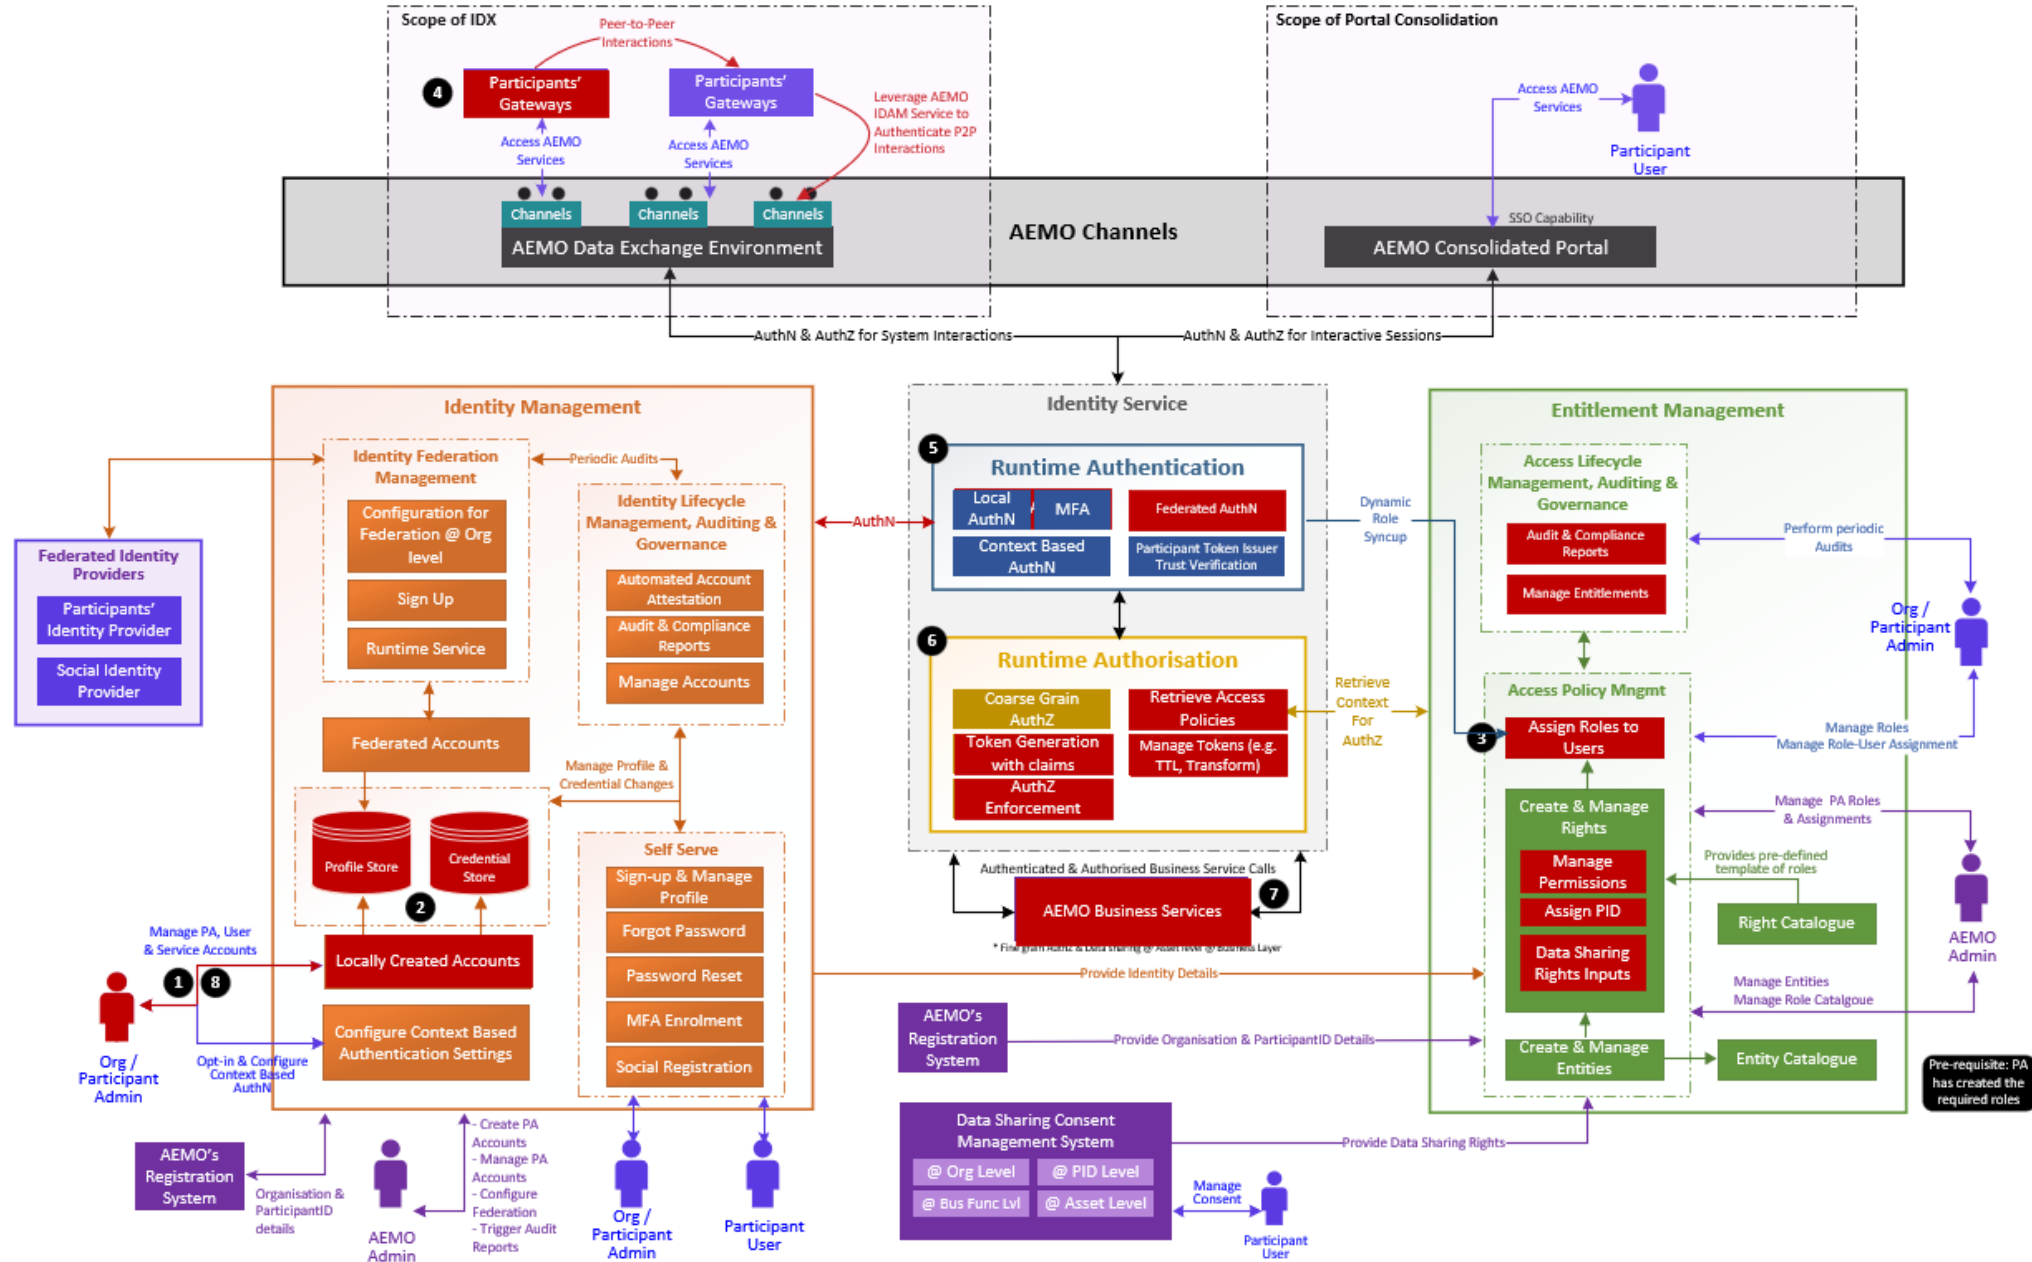 Scope of IDX
Peer-to-Peer
Interactions
4
Participants'
Gateways
Participants'
Gateways
Leverage AEMO
IDAM Service to
Authenticate P2P
Interactions
Access AEMO
Services
Access AEMO
Services
Channels
Channels
Channels
AEMO Data Exchange Environment
AEMO Channels
Scope of Portal Consolidation
Access AEMO
Services
Participant
User
SSO Capability
AEMO Consolidated Portal
AuthN & AuthZ for System Interactions
AuthN & AuthZ for Interactive Sessions
Identity Management
Identity Federation
Management
Configuration for
Federation @ Org
level
Sign Up
Runtime Service
Periodic Audits
Identity Lifecycle
Management, Auditing &
Governance
Automated Account
Attestation
Audit & Compliance
Reports
Manage Accounts
Federated Identity
Providers
Participants'
Identity Provider
Social Identity
Provider
Federated Accounts
Manage Profile &
Credential Changes
Profile Store
Credential
Store
2
Locally Created Accounts
Configure Context Based
Authentication Settings
Self Serve
Sign-up & Manage
Profile
Forgot Password
Password Reset
MFA Enrolment
Social Registration
Manage PA, User
& Service Accounts
1
8
Org /
Participant
Admin
Opt-in & Configure
Context Based
AuthN
AEMO's
Registration
System
Organisation &
ParticipantID
details
AEMO
Admin
- Create PA
Accounts
- Manage PA
Accounts
- Configure
Federation
- Trigger Audit
Reports
Org /
Participant
Admin
Participant
User
AuthN
Identity Service
5
Runtime Authentication
Local
AuthN
MFA
Federated AuthN
Context Based
AuthN
Participant Token Issuer
Trust Verification
6
Runtime Authorisation
Coarse Grain
AuthZ
Retrieve Access
Policies
Token Generation
with claims
Manage Tokens (e.g.
TTL, Transform)
AuthZ
Enforcement
Authenticated & Authorised Business Service Calls
AEMO Business Services
7
* Fine grain AuthZ & Data sharing @ Asset level @ Business Layer
Provide Identity Details
AEMO's
Registration
System
Provide Organisation & ParticipantID Details
Data Sharing Consent
Management System
@ Org Level
@ PID Level
@ Bus Func Lvl
@ Asset Level
Provide Data Sharing Rights
Manage
Consent
Participant
User
Dynamic
Role
Syncup
Retrieve
Context
For
AuthZ
Entitlement Management
Access Lifecycle
Management, Auditing &
Governance
Audit & Compliance
Reports
Manage Entitlements
Access Policy Mngmt
3
Assign Roles to
Users
Create & Manage
Rights
Manage
Permissions
Assign PID
Data Sharing
Rights Inputs
Create & Manage
Entities
Provides pre-defined
template of roles
Right Catalogue
Entity Catalogue
Perform periodic
Audits
Org /
Participant
Admin
Manage Roles
Manage Role-User Assignment
Manage PA Roles
& Assignments
AEMO
Admin
Manage Entities
Manage Role Catalgoue
Pre-requisite: PA
has created the
required roles